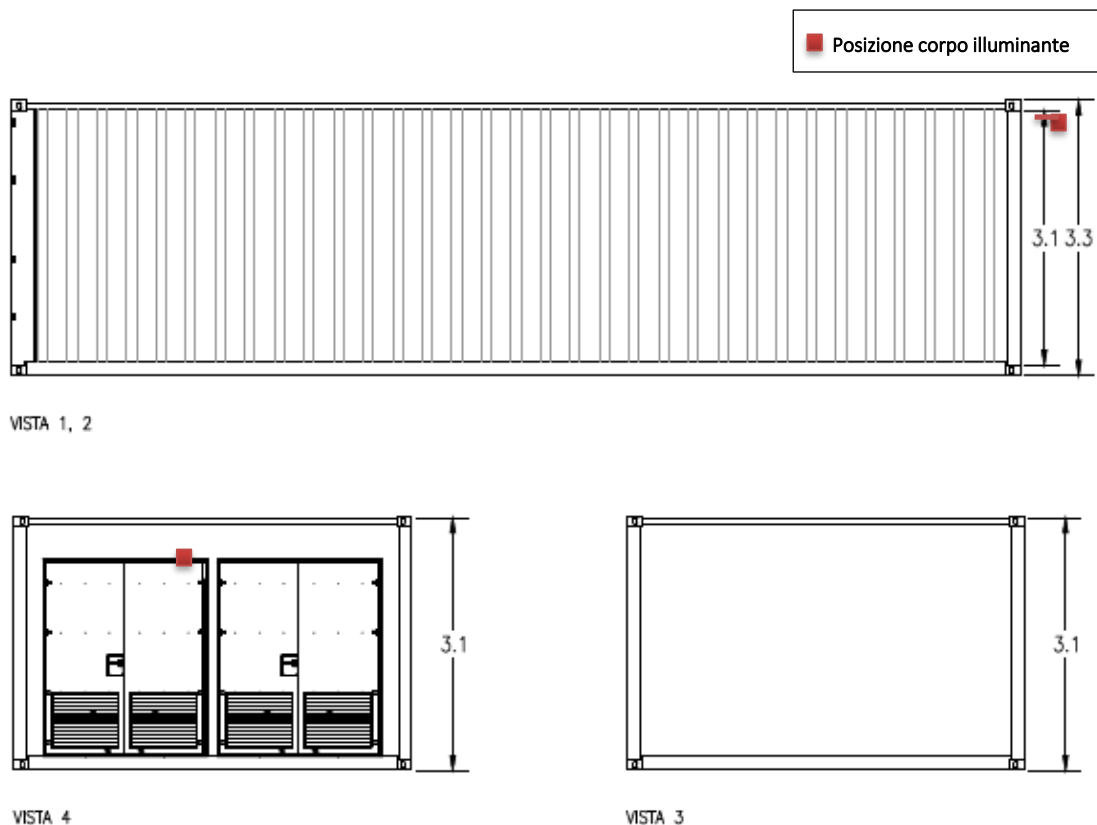 Posizione corpo illuminante
3.1 3.3
VISTA 1, 2
3.1
3.1
VISTA 4
VISTA 3